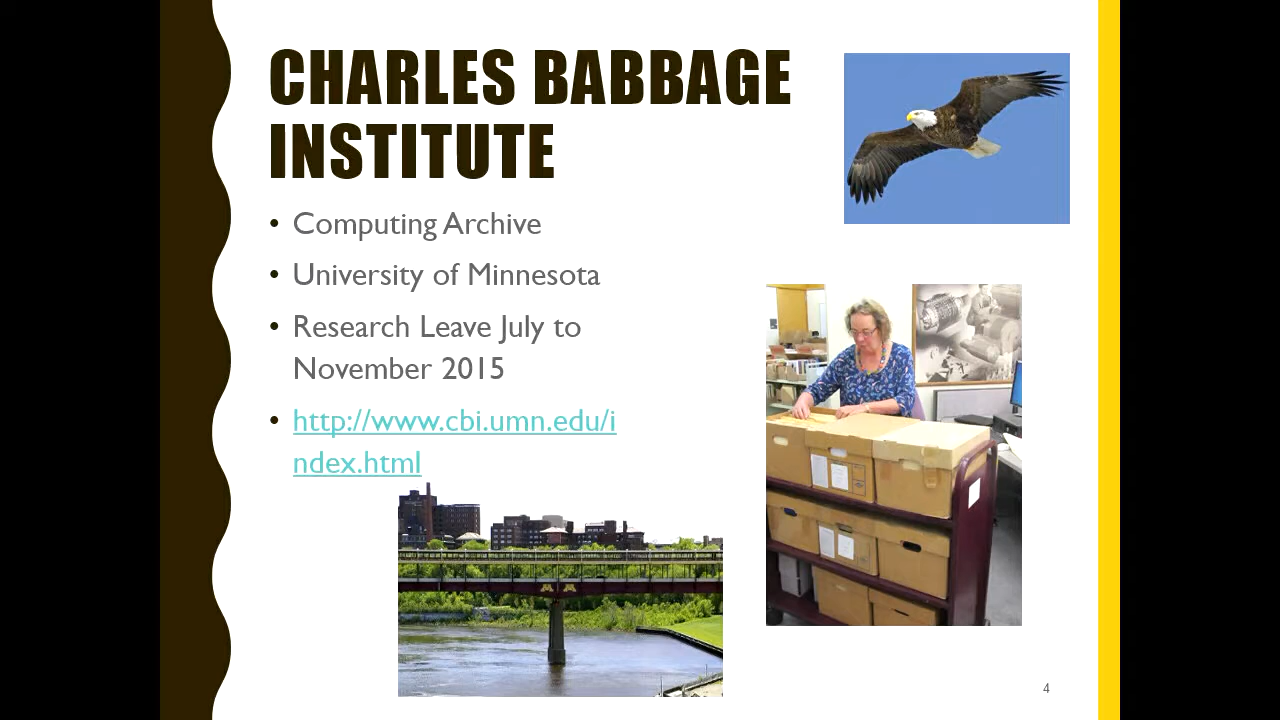 CHARLES BABBAGE
INSTITUTE
• Computing Archive
• University of Minnesota
• Research Leave July to
November 2015
• http://www.cbi.umn.edu/i
ndex.html
4